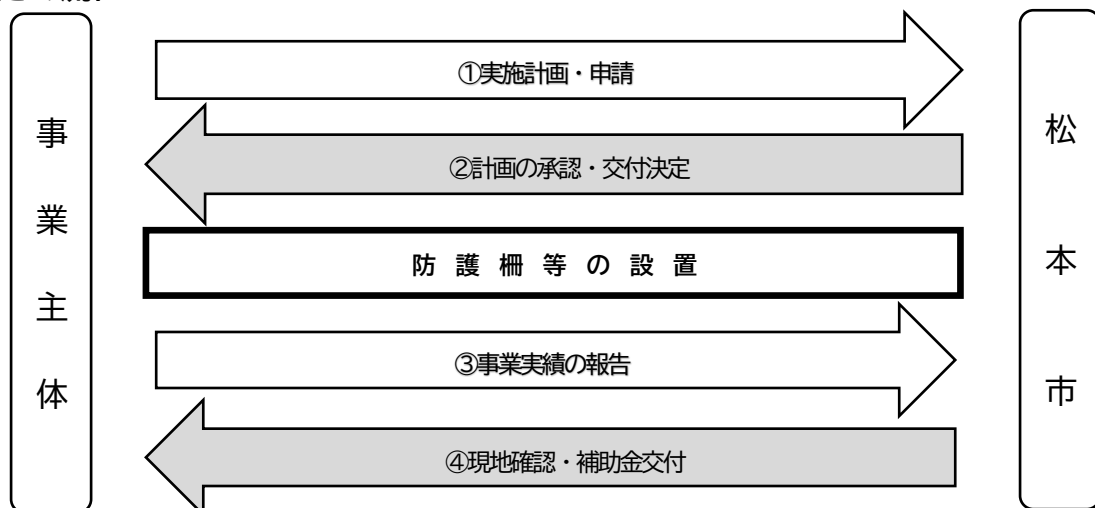 事業主体
①実施計画・申請
②計画の承認・交付決定
防護柵等の設置
③事業実績の報告
④現地確認・補助金交付
松本市